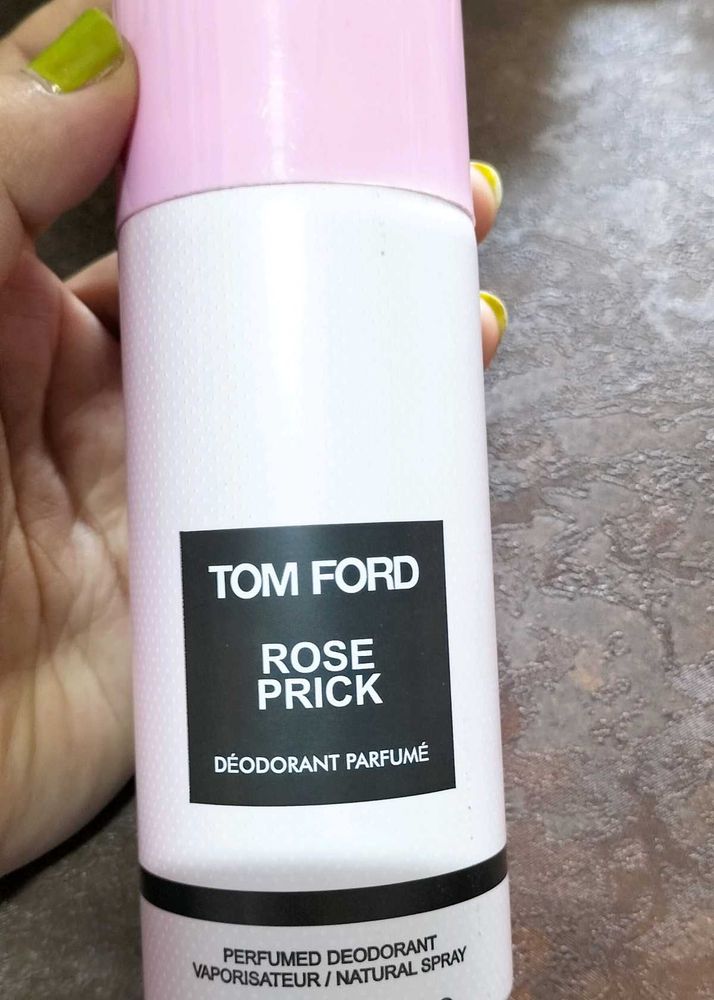 TOM FORD
ROSE
PRICK
DÉODORANT PARFUMÉ
PERFUMED DEODORANT
VAPORISATEUR / NATURAL SPRAY